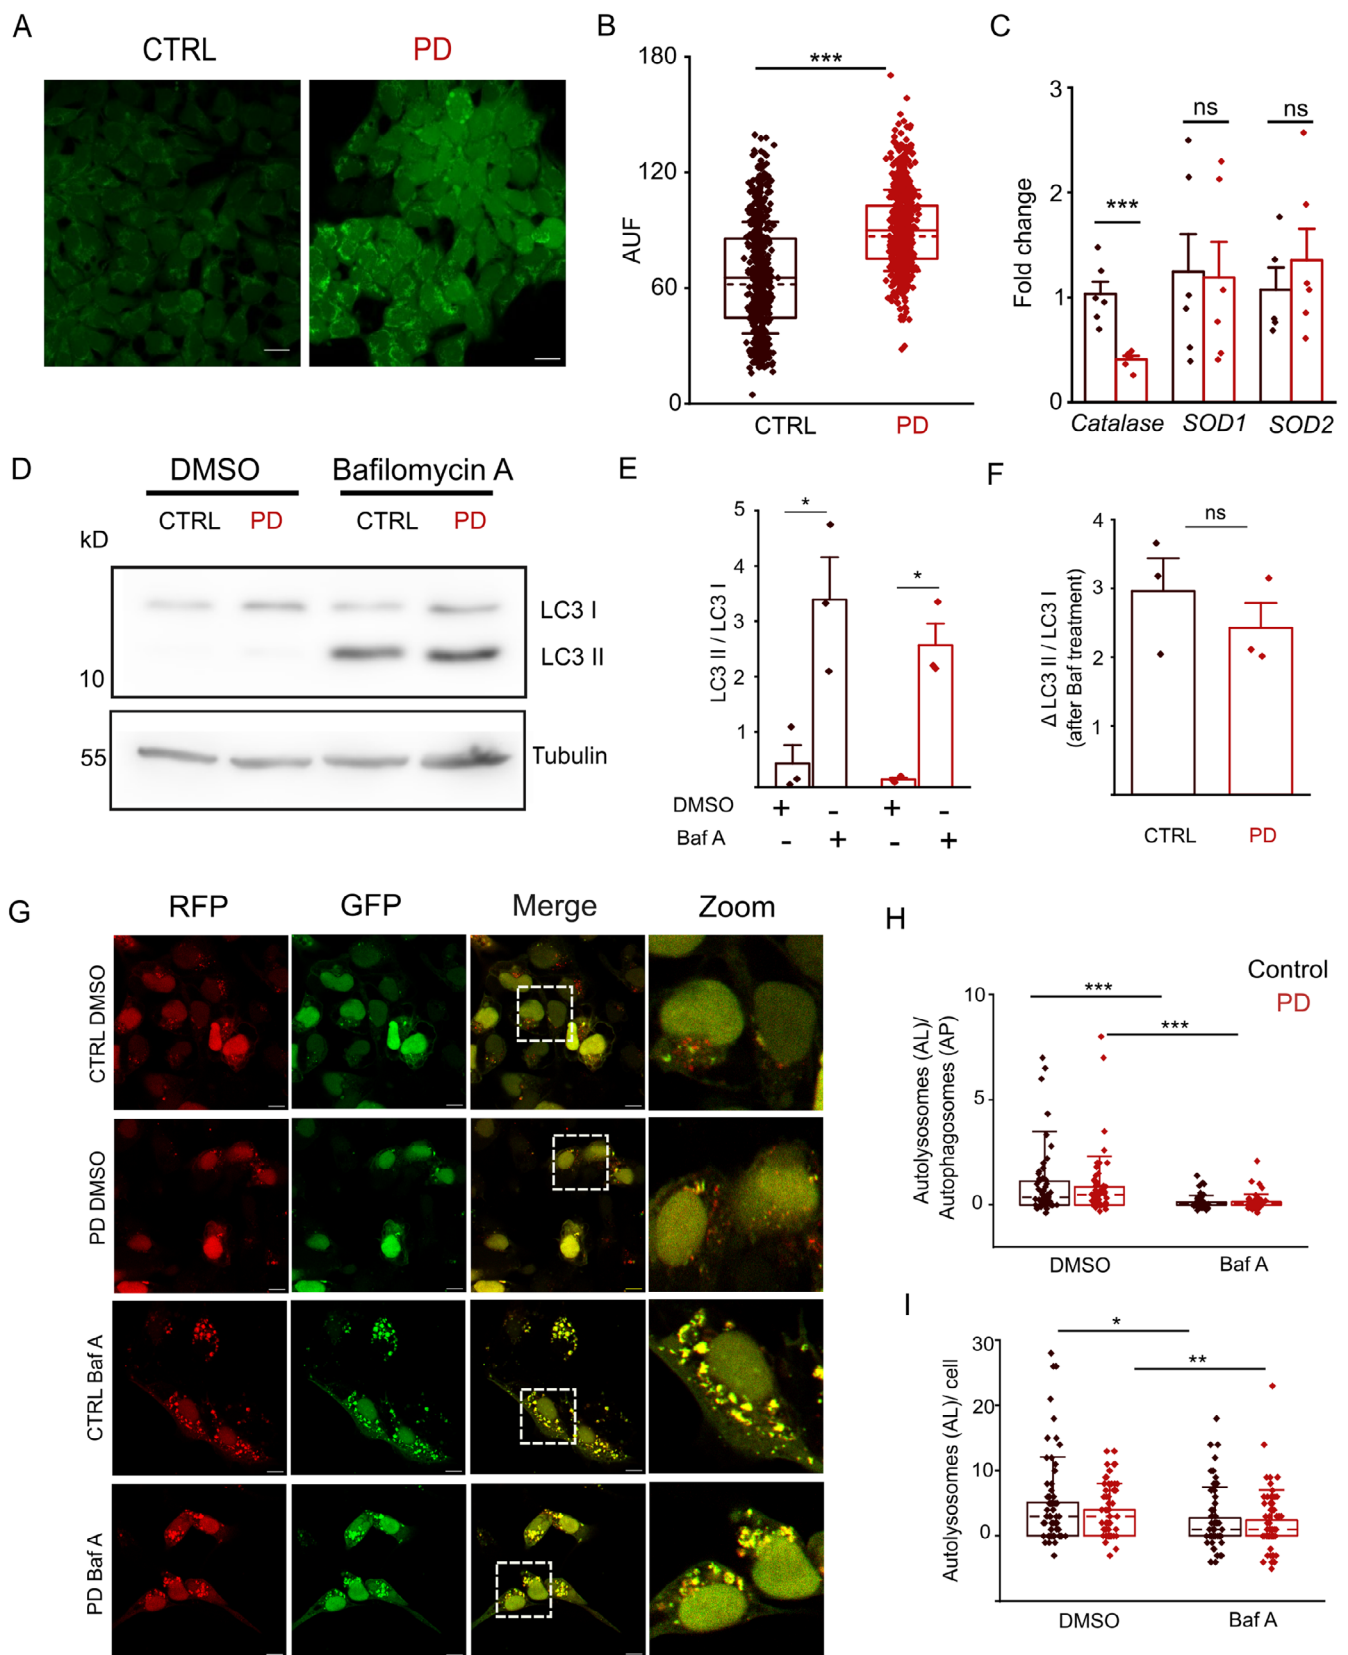 A
CTRL
PD
B
180
120
60
0
AUF
***
CTRL
PD
C
3
2
1
0
Fold change
***
ns
ns
Catalase
SOD1
SOD2
D
DMSO
Bafilomycin A
CTRL
PD
CTRL
PD
kD
LC3 I
LC3 II
10
55
Tubulin
E
5
4
3
2
1
LC3 II / LC3 I
*
*
DMSO + - + -
Baf A - + - +
F
4
3
2
1
Δ LC3 II / LC3 I
(after Baf treatment)
ns
CTRL
PD
G
RFP
GFP
Merge
Zoom
CTRL DMSO
PD DMSO
CTRL Baf A
PD Baf A
H
Control
PD
10
5
0
Autolysosomes (AL)/
Autophagosomes (AP)
***
***
DMSO
Baf A
I
30
20
10
0
Autolysosomes (AL)/ cell
*
**
DMSO
Baf A